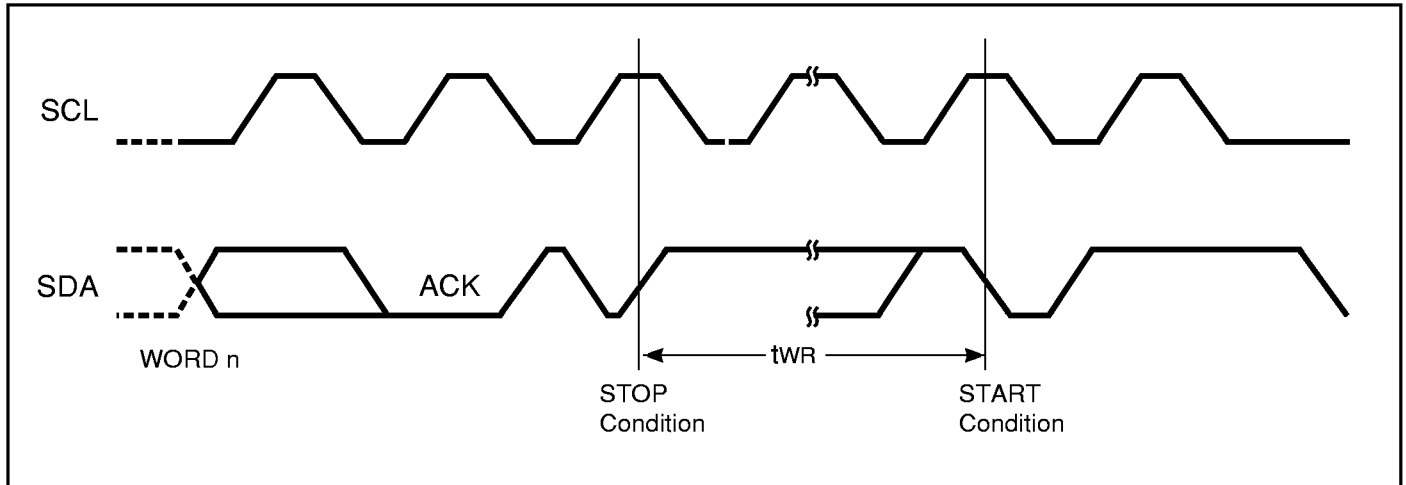 SCL
SDA
ACK
WORD n
tWR
STOP
Condition
START
Condition